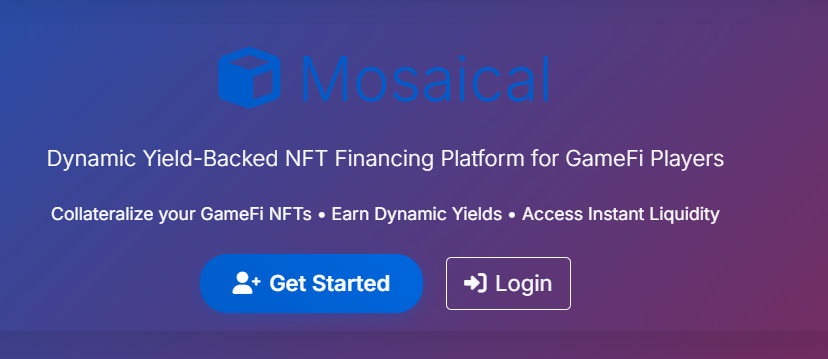 Mosaical
Dynamic Yield-Backed NFT Financing Platform for GameFi Players
Collateralize your GameFi NFTs • Earn Dynamic Yields • Access Instant Liquidity
Get Started
Login